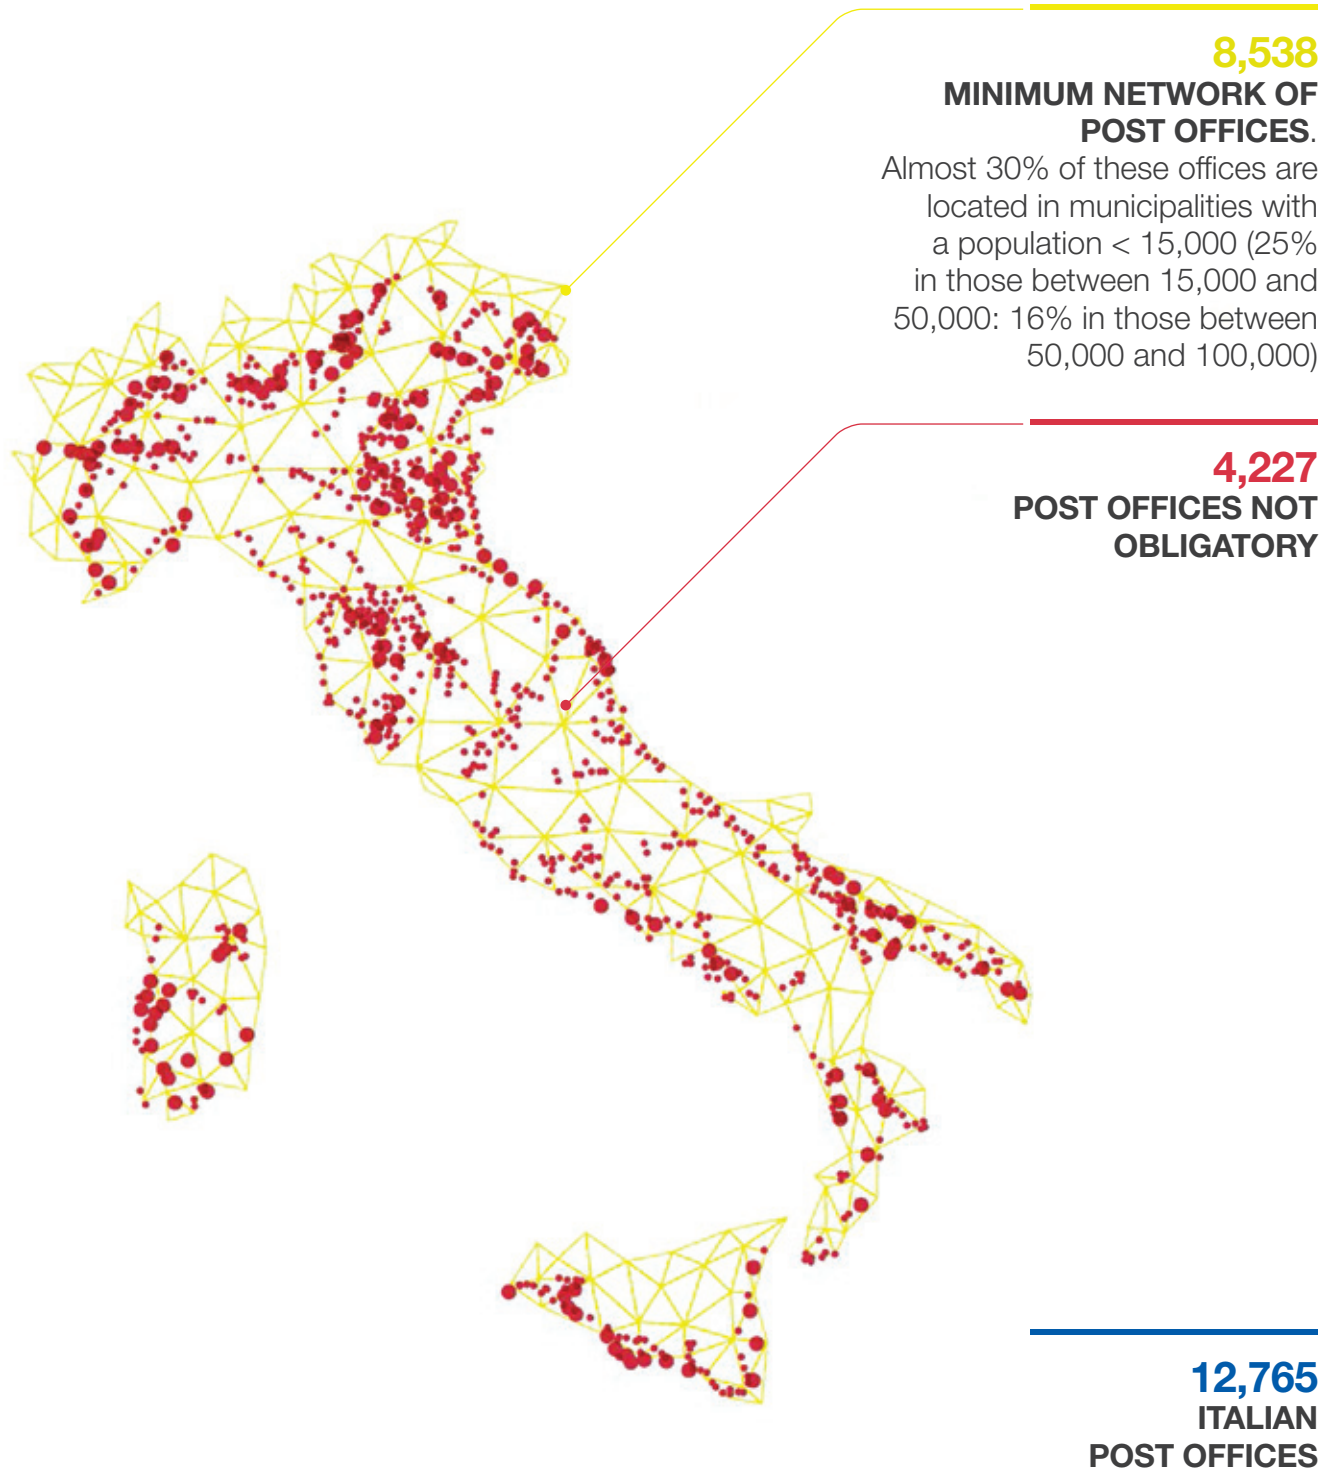 8,538
MINIMUM NETWORK OF
POST OFFICES.
Almost 30% of these offices are
located in municipalities with
a population < 15,000 (25%
in those between 15,000 and
50,000: 16% in those between
50,000 and 100,000)
4,227
POST OFFICES NOT
OBLIGATORY
12,765
ITALIAN
POST OFFICES